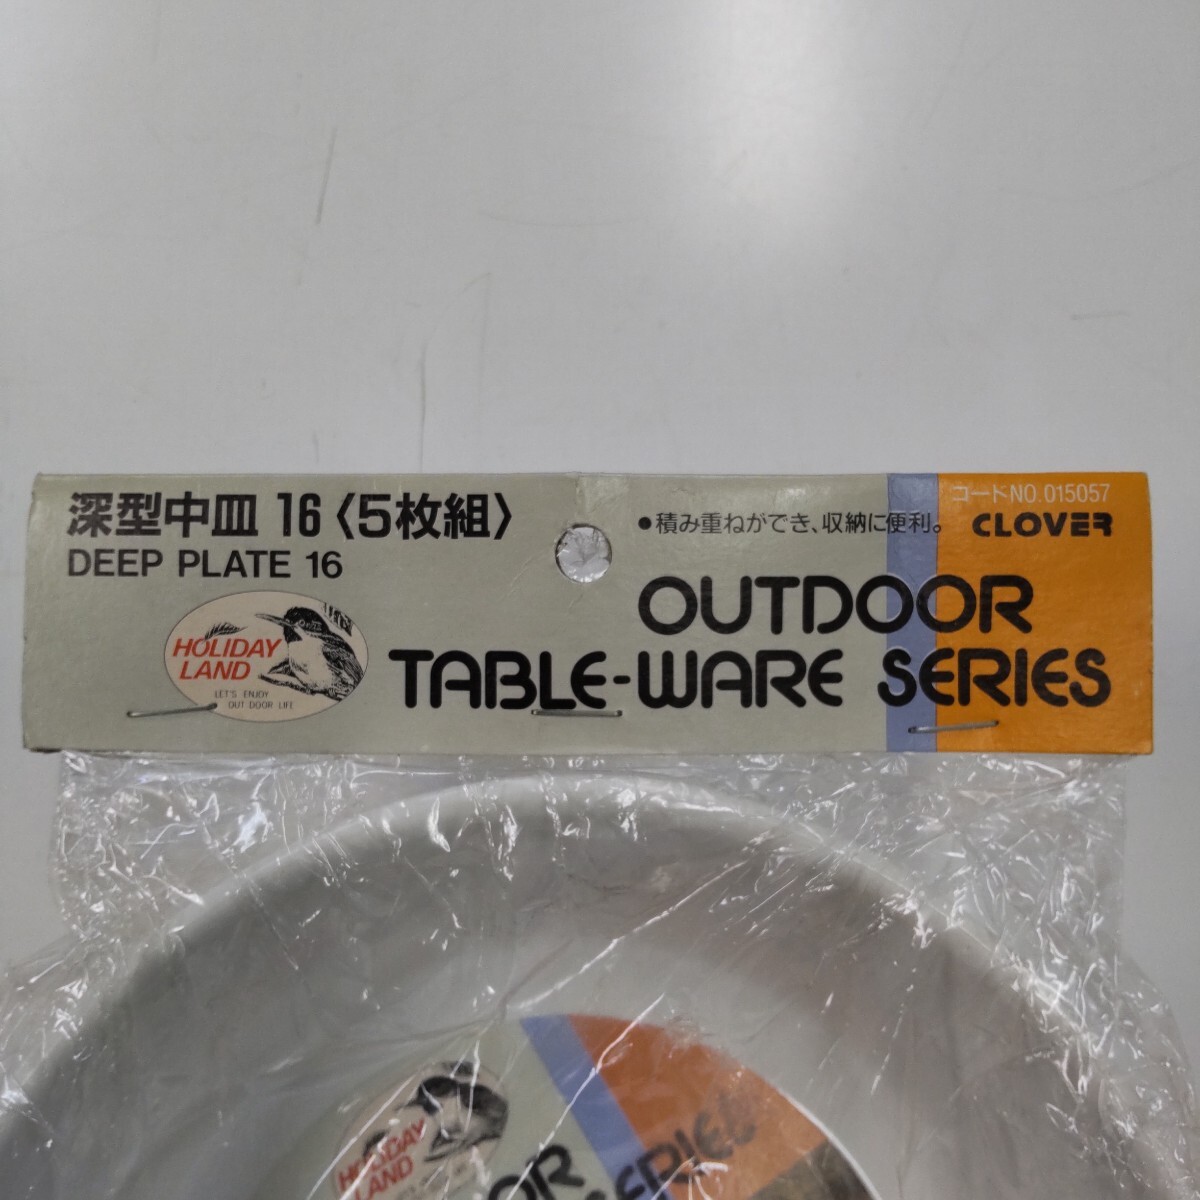 深型中皿 16〈5枚組〉
DEEP PLATE 16
HOLIDAY
LAND
LET'S ENJOY
OUT DOOR LIFE
●積み重ねができ、収納に便利。
コードNO.015057
CLOVER
OUTDOOR
TABLE-WARE SERIES
HOLIDAY
LAND
SERIES